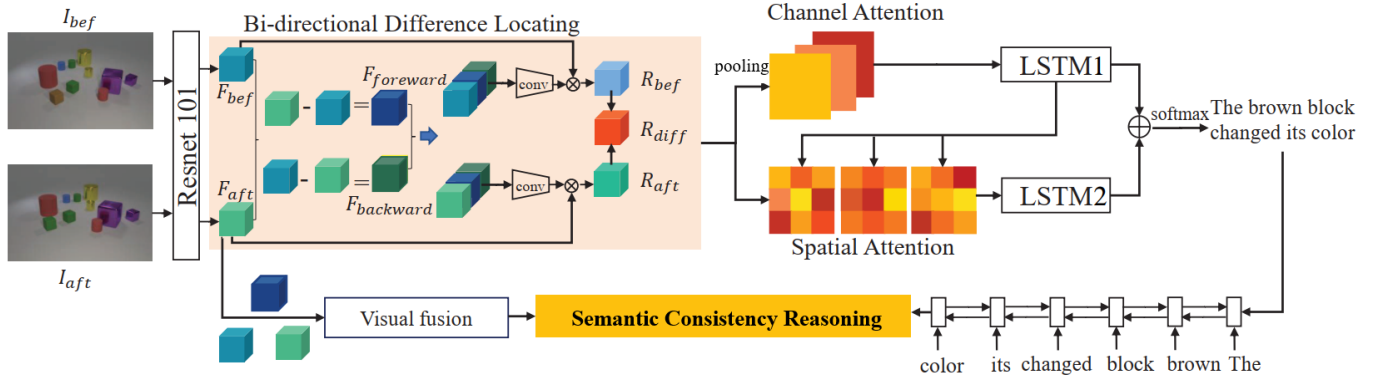 I_bef
Bi-directional Difference Locating
Channel Attention
Resnet 101
F_bef
F_foreward
conv
R_bef
pooling
LSTM1
- =
R_diff
softmax
The brown block
changed its color
- =
F_aft
F_backward
conv
R_aft
LSTM2
Spatial Attention
I_aft
Visual fusion
Semantic Consistency Reasoning
color its changed block brown The